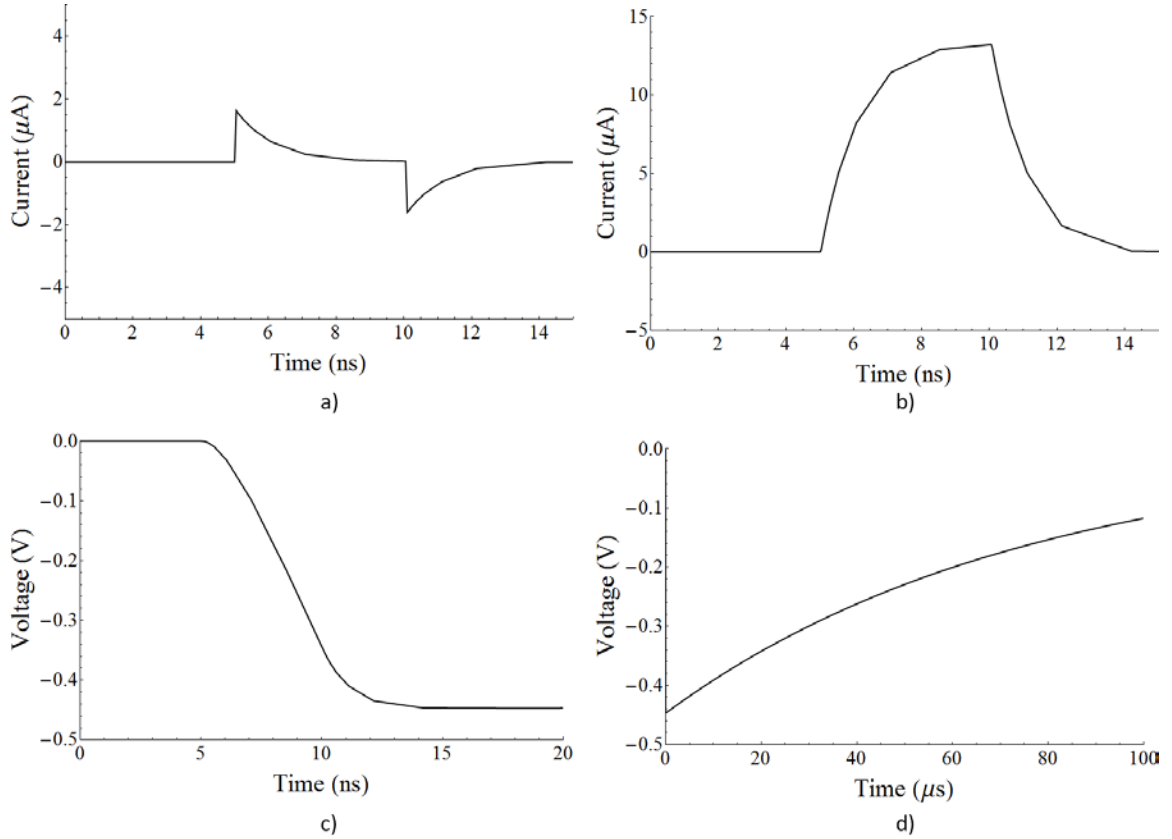 4
2
0
−2
−4
Current (μA)
0 2 4 6 8 10 12 14
Time (ns)
a)
15
10
5
0
−5
Current (μA)
0 2 4 6 8 10 12 14
Time (ns)
b)
0.0
−0.1
−0.2
−0.3
−0.4
−0.5
Voltage (V)
0 5 10 15 20
Time (ns)
c)
0.0
−0.1
−0.2
−0.3
−0.4
−0.5
Voltage (V)
0 20 40 60 80 100
Time (μs)
d)